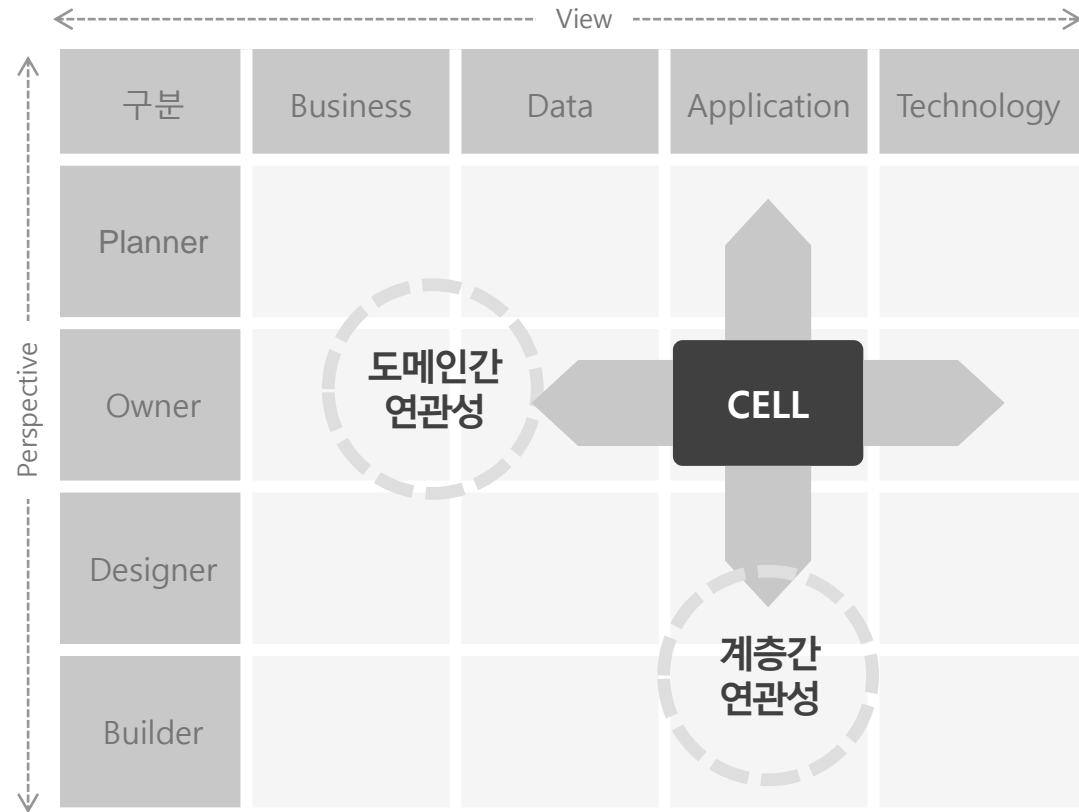 View
Perspective
구분
Business
Data
Application
Technology
Planner
도메인간
연관성
Owner
CELL
Designer
계층간
연관성
Builder